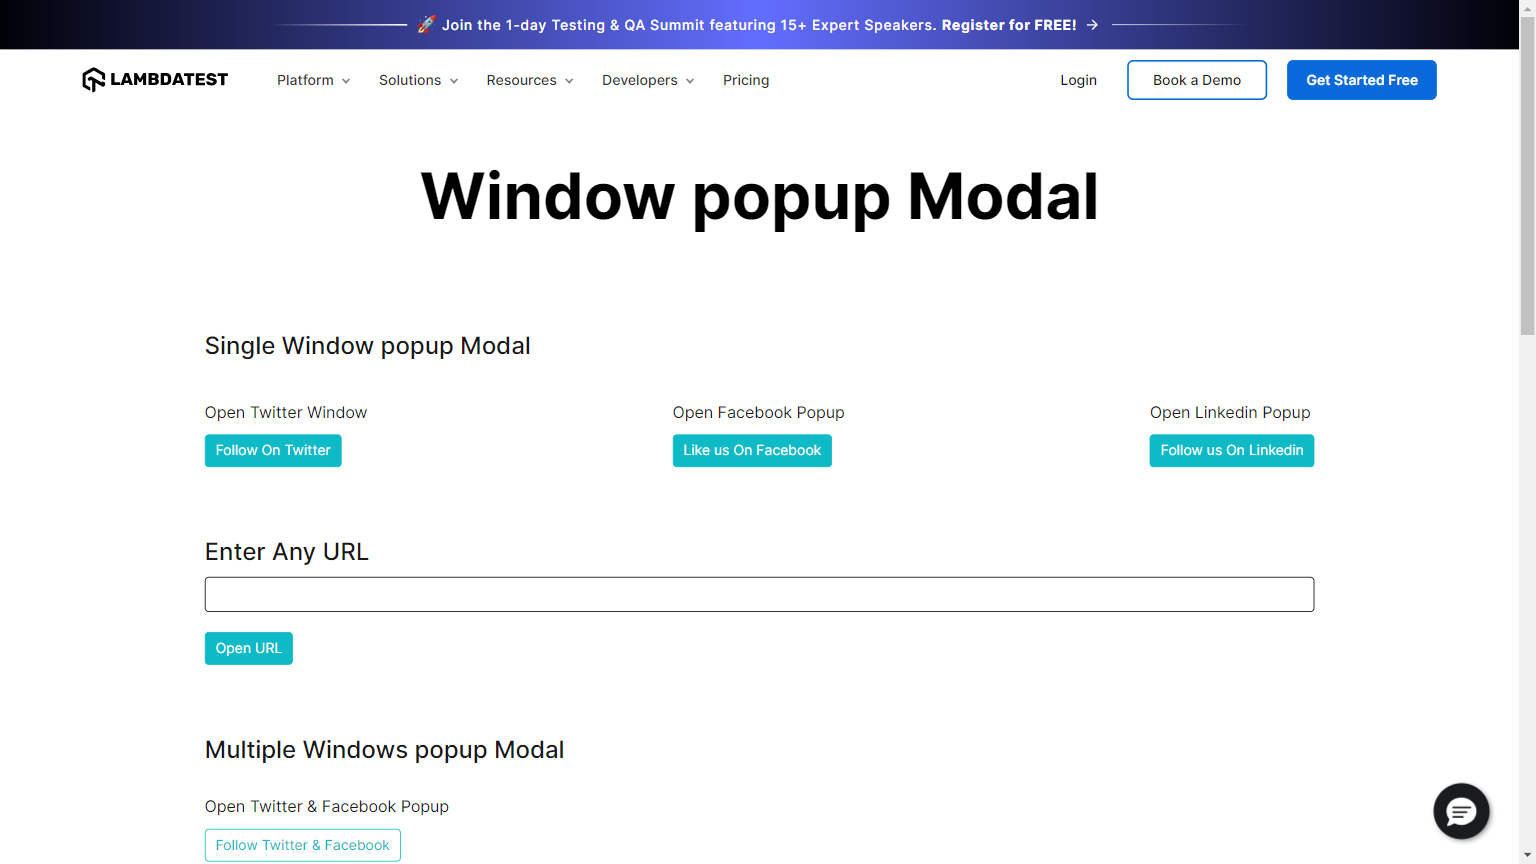 Join the 1-day Testing & QA Summit featuring 15+ Expert Speakers. Register for FREE! →
LAMBDATEST Platform Solutions Resources Developers Pricing Login Book a Demo Get Started Free
Window popup Modal
Single Window popup Modal
Open Twitter Window Open Facebook Popup Open Linkedin Popup
Follow On Twitter Like us On Facebook Follow us On Linkedin
Enter Any URL
Open URL
Multiple Windows popup Modal
Open Twitter & Facebook Popup
Follow Twitter & Facebook